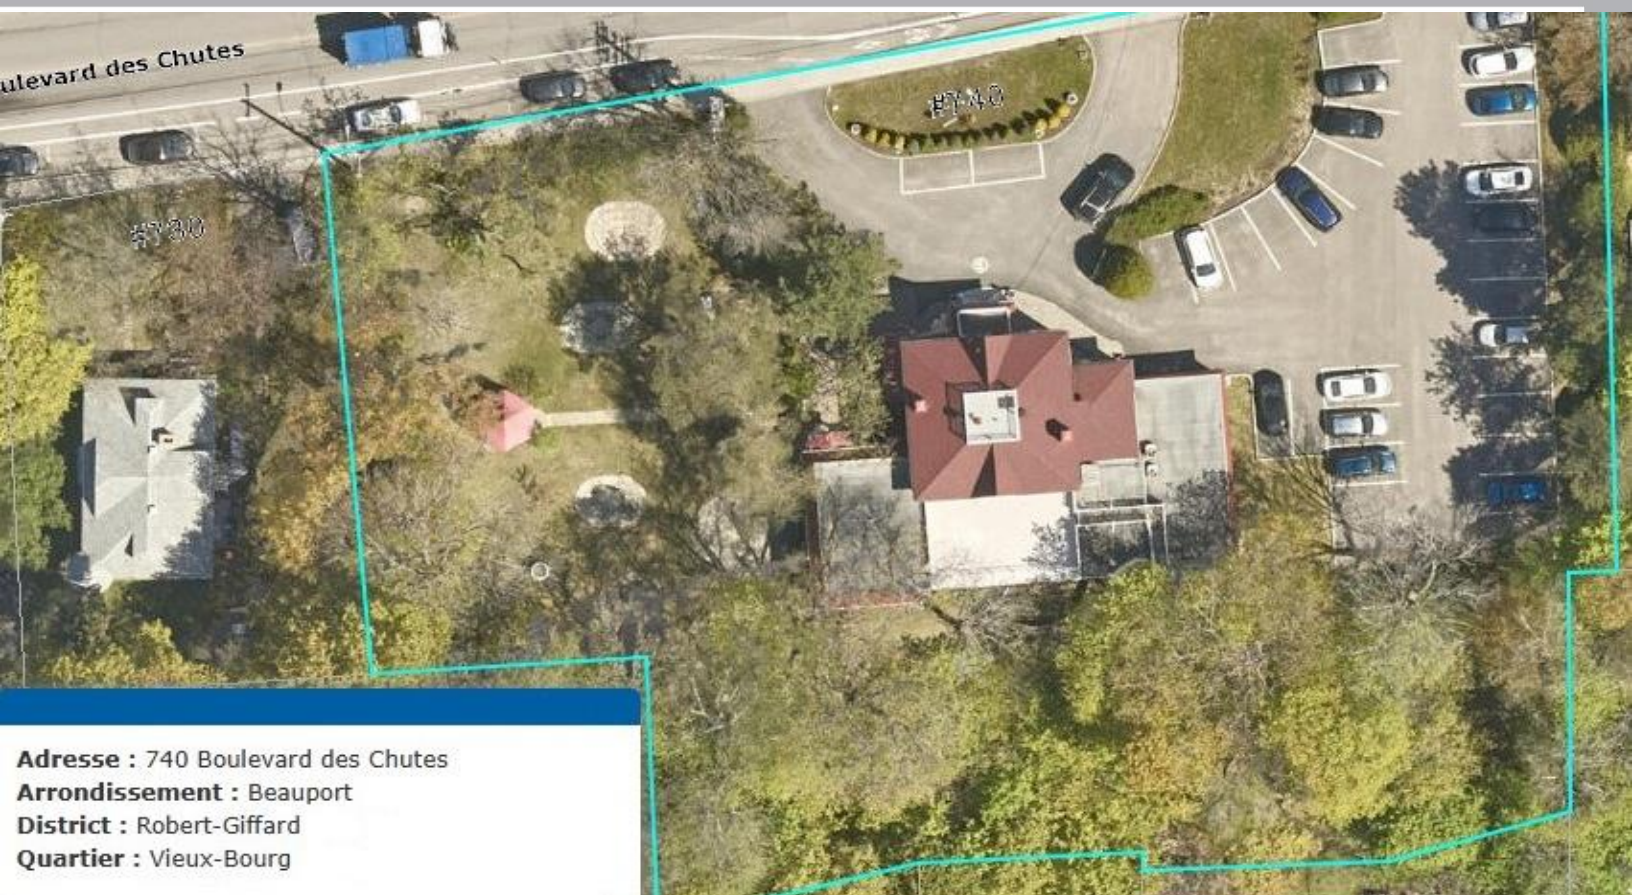 ulevard des Chutes
#740
#730
Adresse : 740 Boulevard des Chutes
Arrondissement : Beauport
District : Robert-Giffard
Quartier : Vieux-Bourg